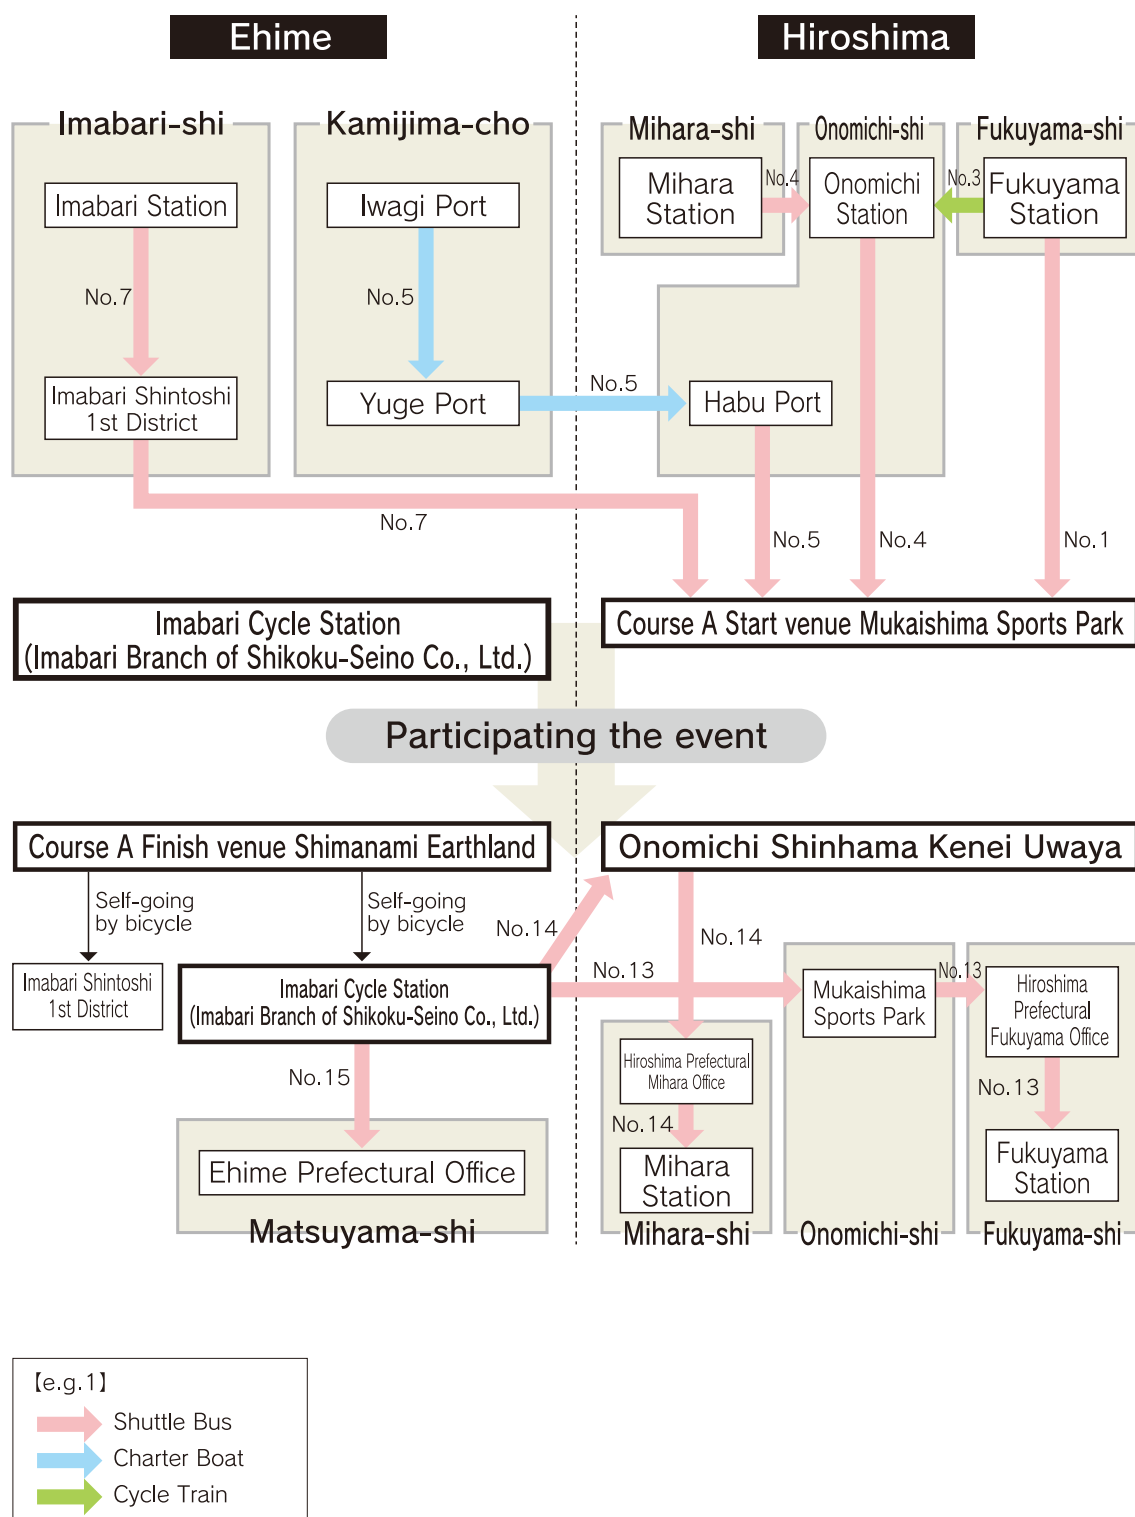 Ehime
Hiroshima
Imabari-shi
Kamijima-cho
Mihara-shi
Onomichi-shi
Fukuyama-shi
Imabari Station
Iwagi Port
Mihara
Station
No.4
Onomichi
Station
No.3
Fukuyama
Station
No.7
No.5
Imabari Shintoshi
1st District
Yuge Port
No.5
Habu Port
No.7
No.5
No.4
No.1
Imabari Cycle Station
(Imabari Branch of Shikoku-Seino Co., Ltd.)
Course A Start venue Mukaishima Sports Park
Participating the event
Course A Finish venue Shimanami Earthland
Onomichi Shinhama Kenei Uwaya
Self-going
by bicycle
Self-going
by bicycle
No.14
No.14
Imabari Shintoshi
1st District
Imabari Cycle Station
(Imabari Branch of Shikoku-Seino Co., Ltd.)
No.13
Mukaishima
Sports Park
No.13
Hiroshima
Prefectural
Fukuyama Office
No.15
Hiroshima Prefectural
Mihara Office
No.13
No.14
Ehime Prefectural Office
Mihara
Station
Fukuyama
Station
Matsuyama-shi
Mihara-shi
Onomichi-shi
Fukuyama-shi
【e.g.1】
Shuttle Bus
Charter Boat
Cycle Train